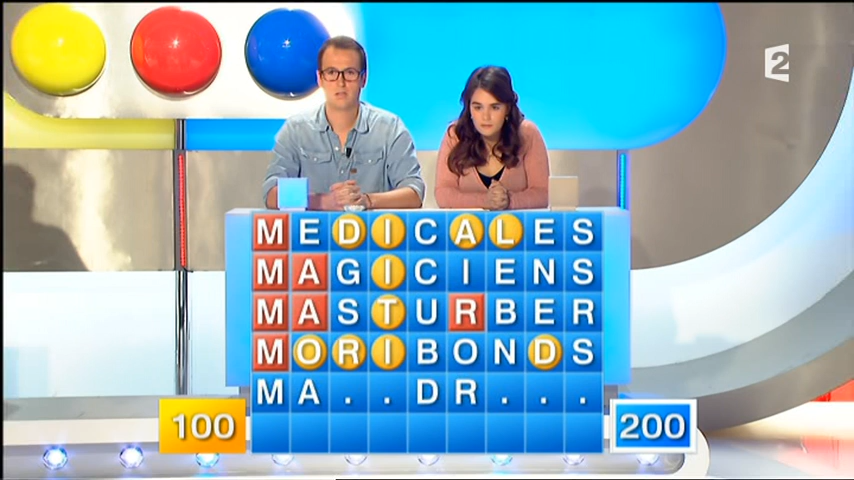 2
MEDICALES
MAGICIENS
MASTURBER
MORIBONDS
MA..DR...
100
200